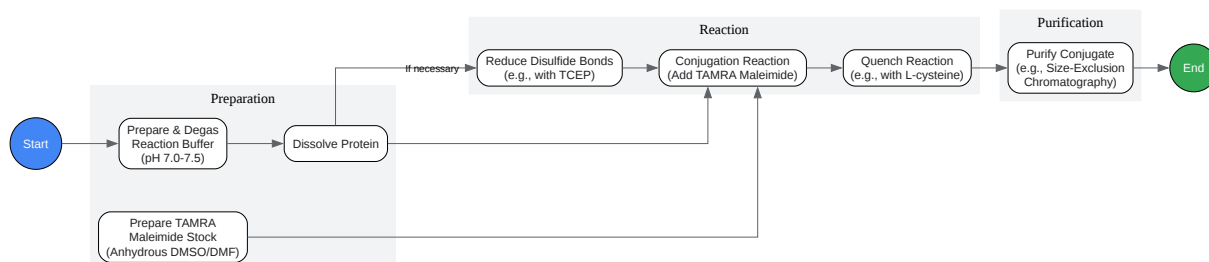 Preparation
Reaction
Purification
Start
Prepare & Degas
Reaction Buffer
(pH 7.0-7.5)
Dissolve Protein
Prepare TAMRA
Maleimide Stock
(Anhydrous DMSO/DMF)
If necessary
Reduce Disulfide Bonds
(e.g., with TCEP)
Conjugation Reaction
(Add TAMRA Maleimide)
Quench Reaction
(e.g., with L-cysteine)
Purify Conjugate
(e.g., Size-Exclusion
Chromatography)
End